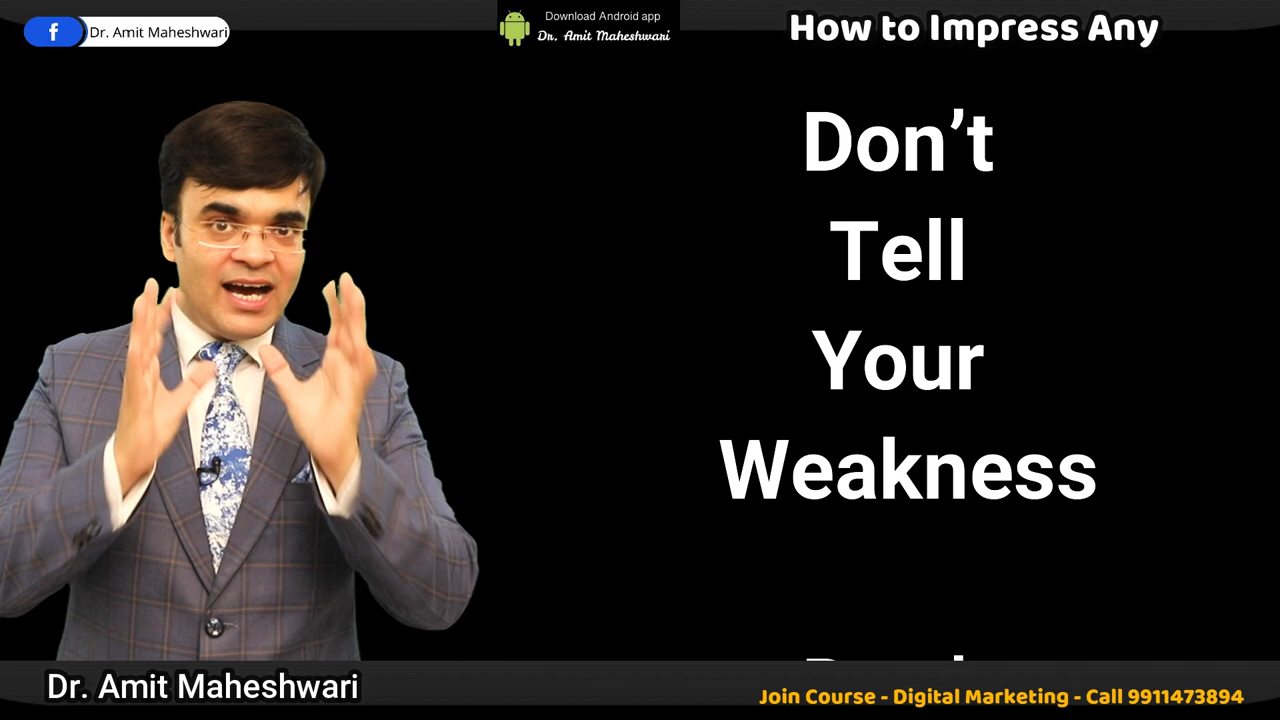 f Dr. Amit Maheshwari
Download Android app
Dr. Amit Maheshwari
How to Impress Any
Don’t
Tell
Your
Weakness
Dr. Amit Maheshwari
Join Course - Digital Marketing - Call 9911473894